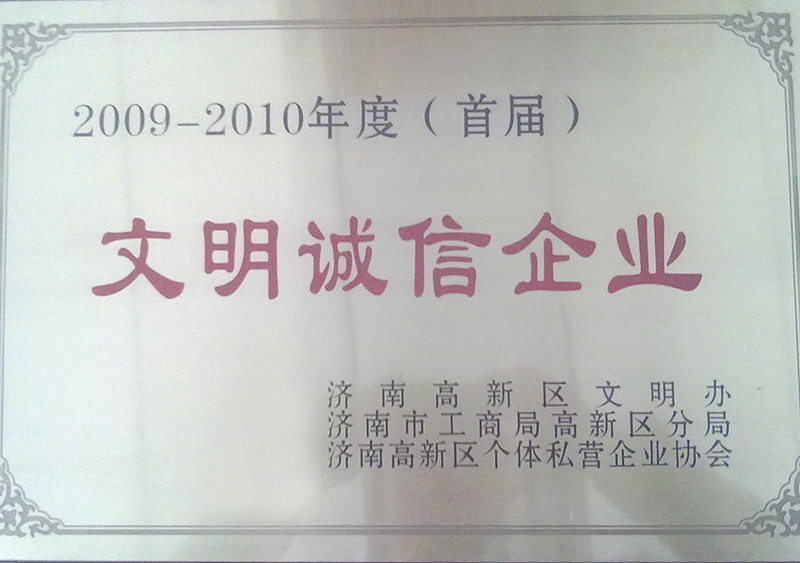 2009-2010年度（首届）
文明诚信企业
济南高新区文明办
济南市工商局高新区分局
济南高新区个体私营企业协会